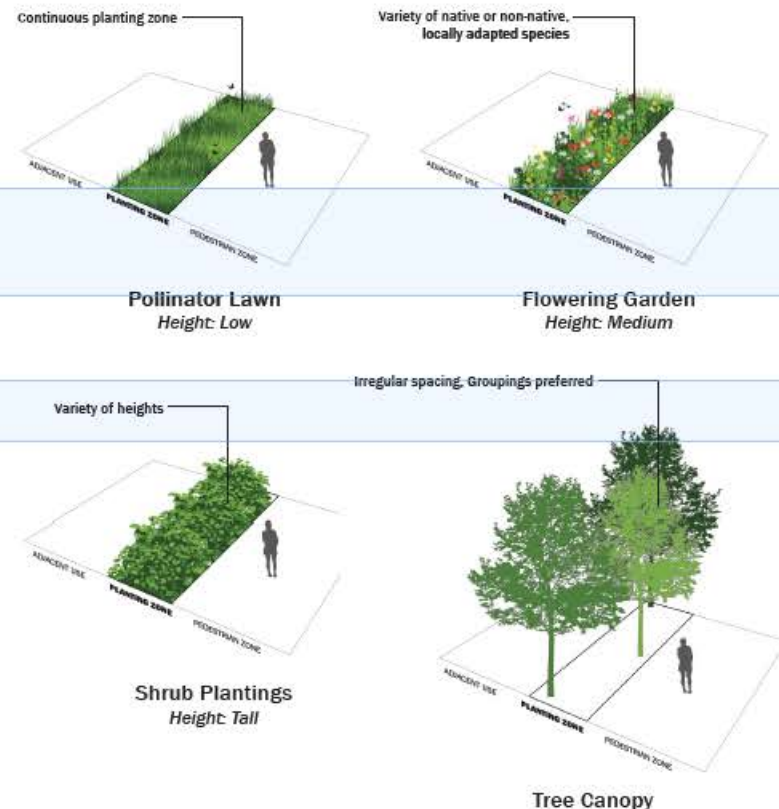 Continuous planting zone
Variety of native or non-native,
locally adapted species
ADJACENT USE
PLANTING ZONE
PEDESTRIAN ZONE
ADJACENT USE
PLANTING ZONE
PEDESTRIAN ZONE
Pollinator Lawn
Height: Low
Flowering Garden
Height: Medium
Variety of heights
Irregular spacing, Groupings preferred
ADJACENT USE
PLANTING ZONE
PEDESTRIAN ZONE
ADJACENT USE
PLANTING ZONE
PEDESTRIAN ZONE
Shrub Plantings
Height: Tall
Tree Canopy